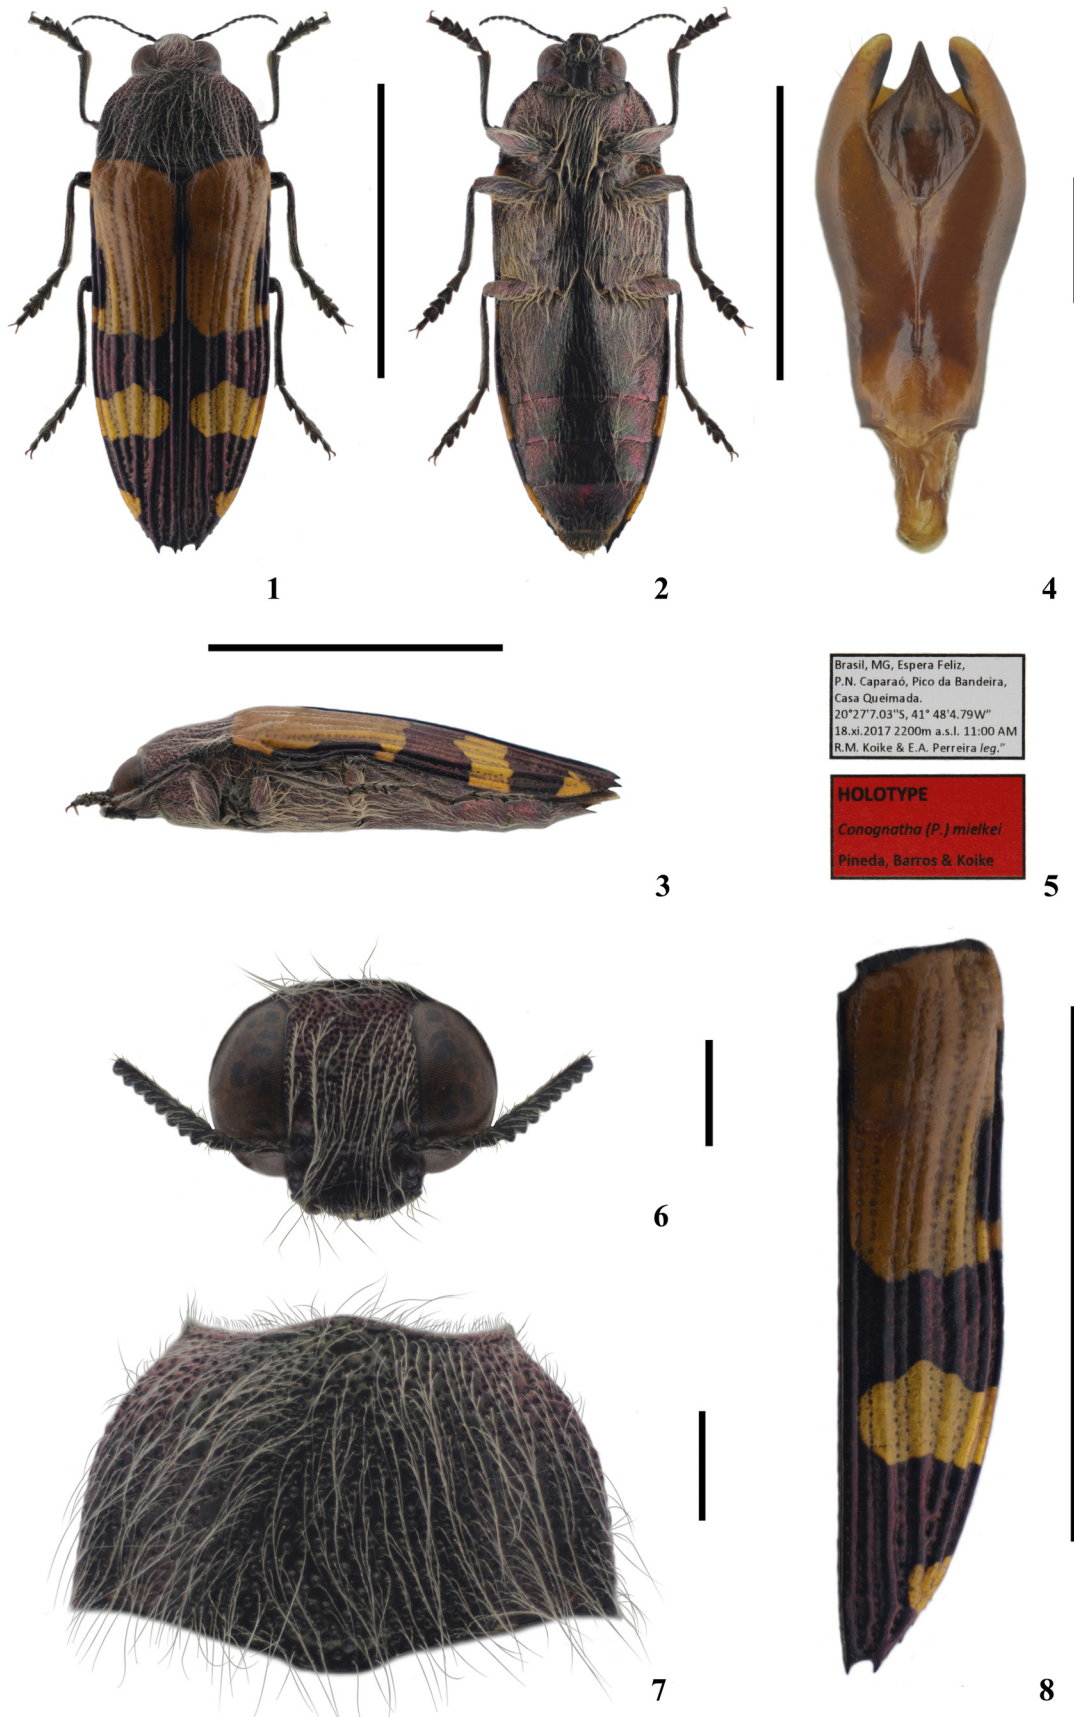 1
2
4
3
Brasil, MG, Espera Feliz,
P.N. Caparaó, Pico da Bandeira,
Casa Queimada.
20°27'7.03''S, 41° 48'4.79W"
18.xi.2017 2200m a.s.l. 11:00 AM
R.M. Koike & E.A. Perreira leg."
HOLOTYPE
Conognatha (P.) mielkei
Pineda, Barros & Koike
5
6
7
8